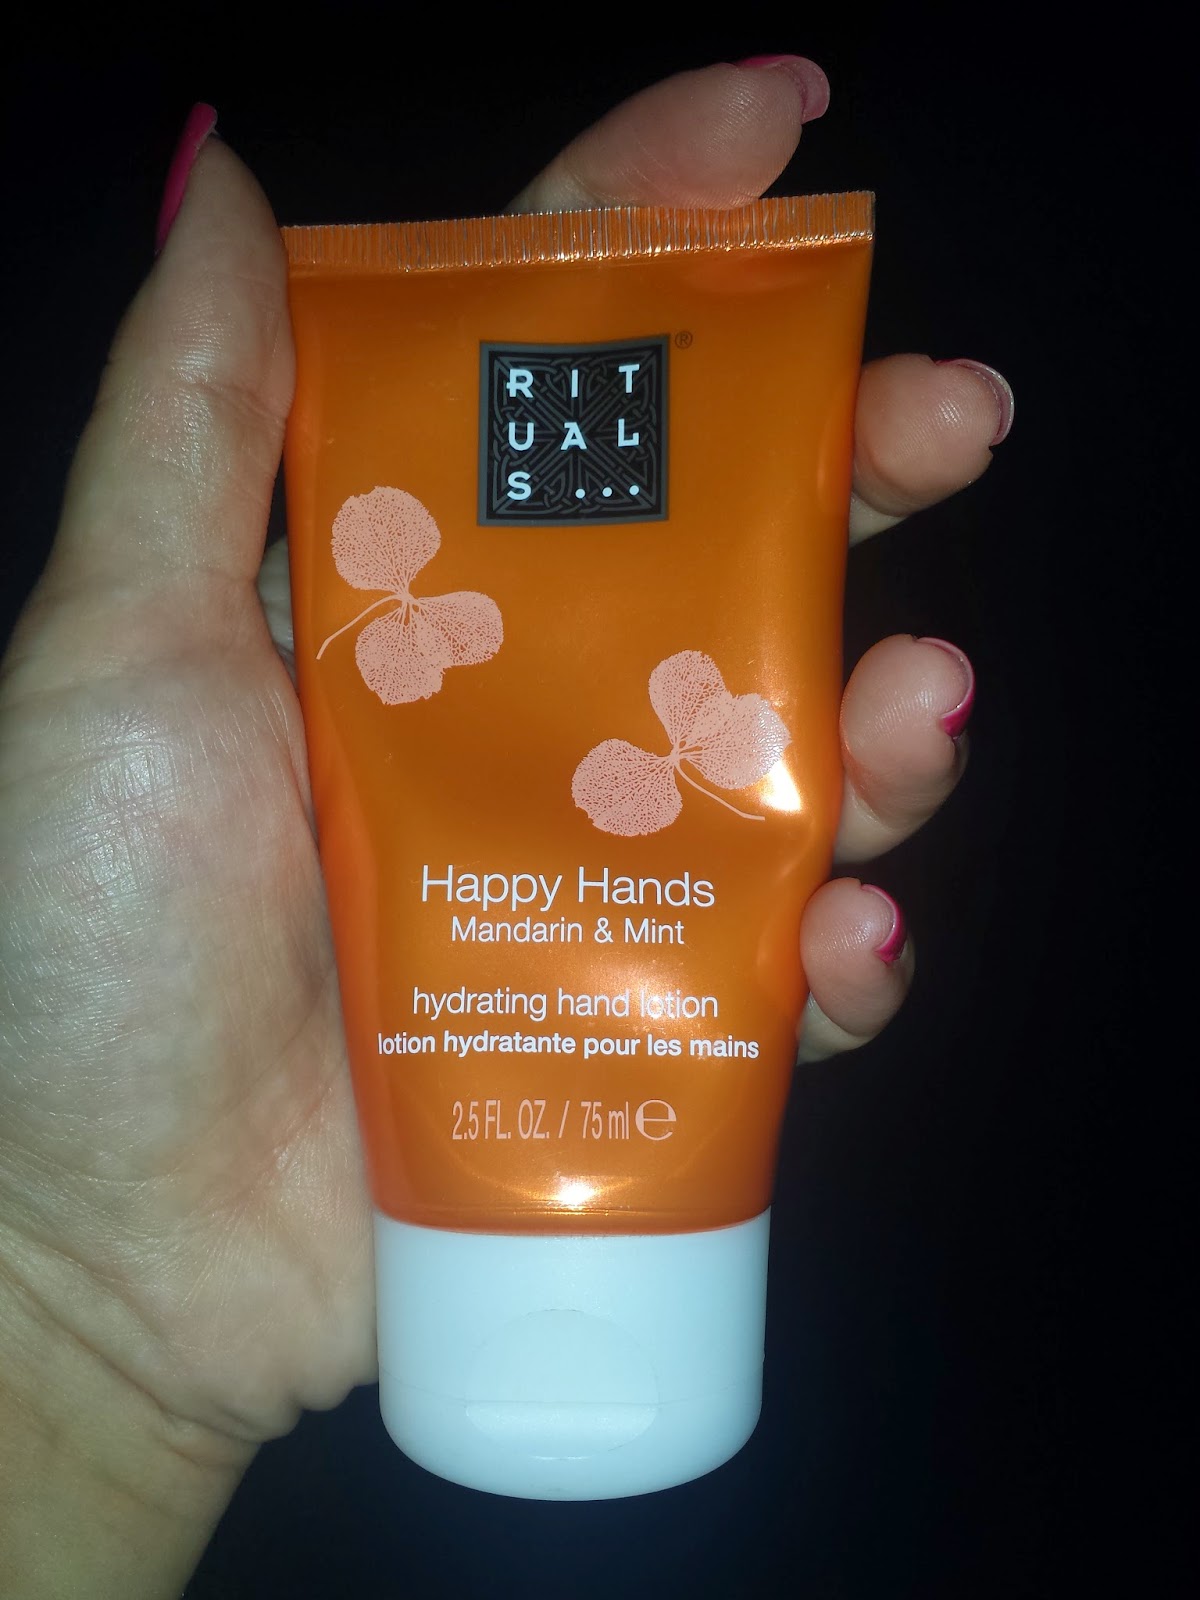 RIT
UAL
S...
®
Happy Hands
Mandarin & Mint
hydrating hand lotion
lotion hydratante pour les mains
2.5 FL. OZ. / 75 ml ℮